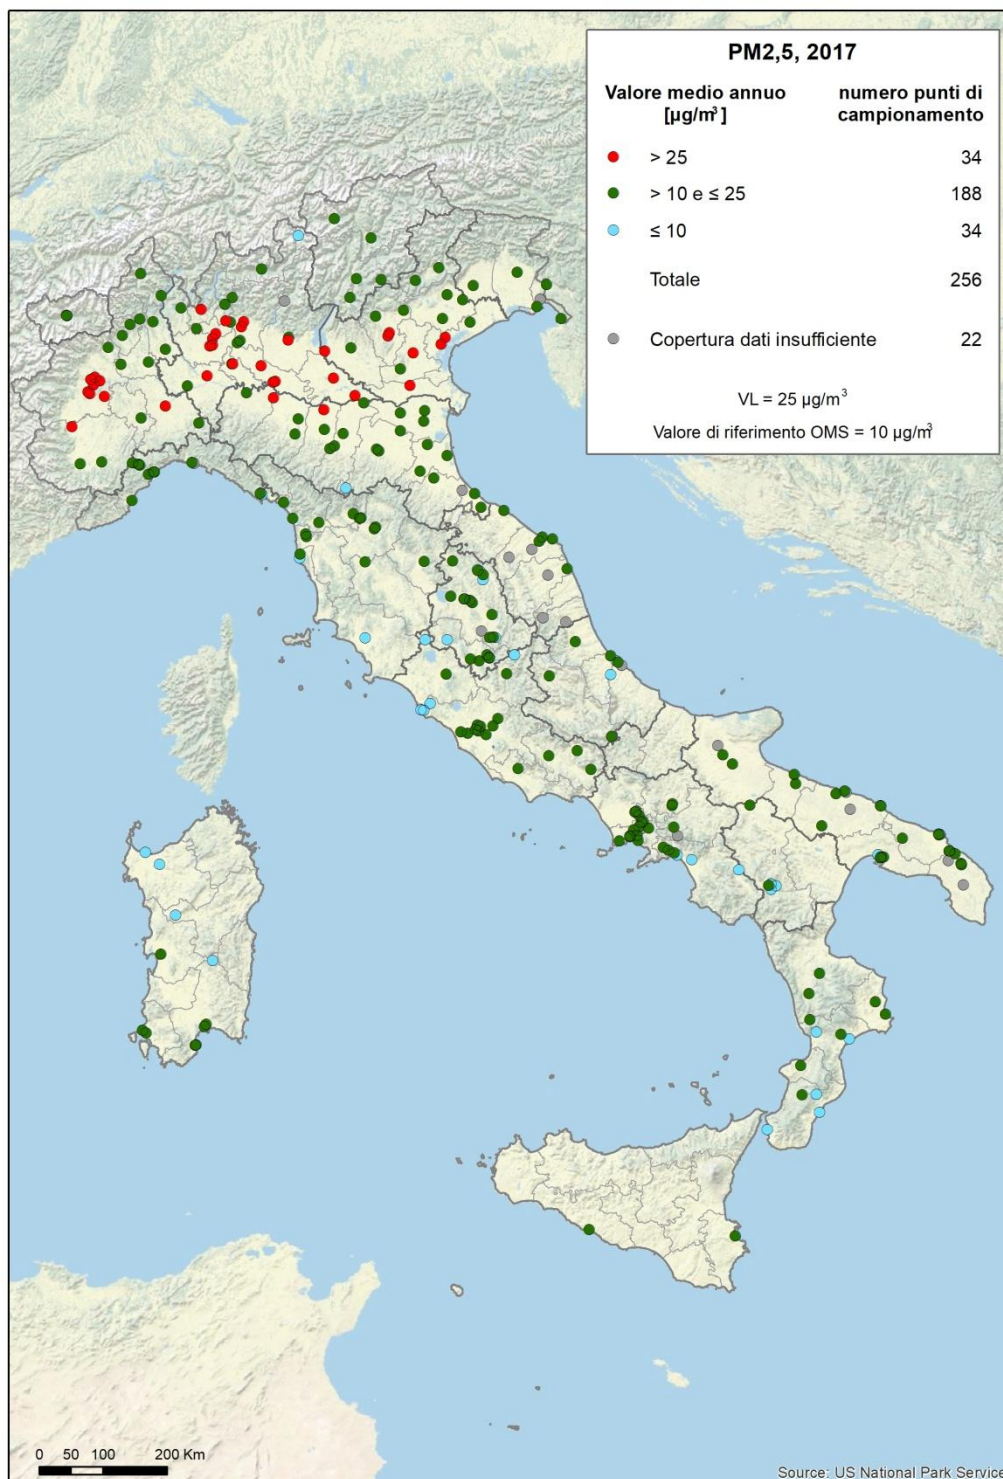 PM2,5, 2017
Valore medio annuo numero punti di
[µg/m³] campionamento
> 25 34
> 10 e ≤ 25 188
≤ 10 34
Totale 256
Copertura dati insufficiente 22
VL = 25 µg/m³
Valore di riferimento OMS = 10 µg/m³
0 50 100 200 Km
Source: US National Park Service